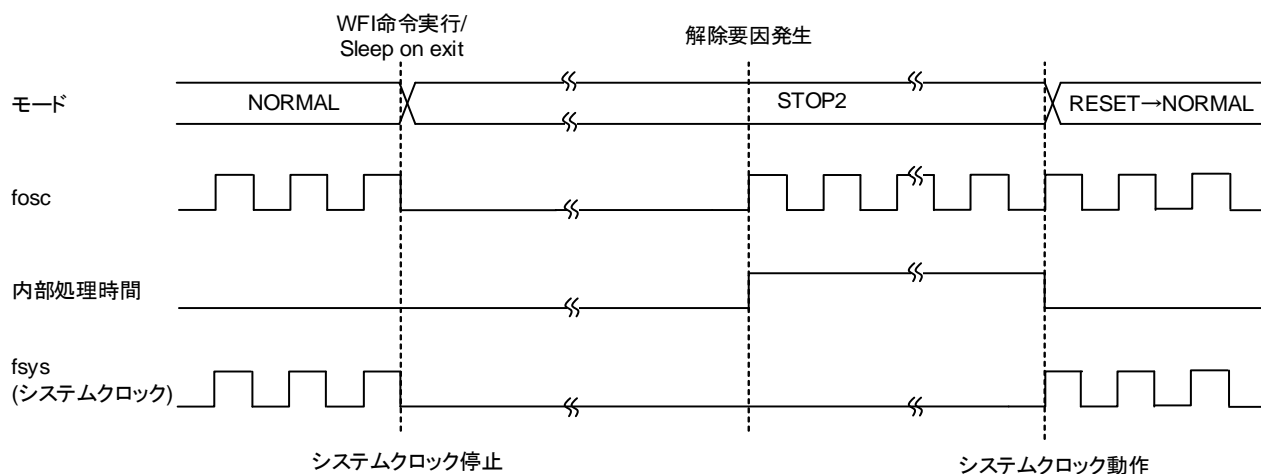 WFI命令実行/
Sleep on exit
解除要因発生
モード
NORMAL
STOP2
RESET→NORMAL
fosc
内部処理時間
fsys
(システムクロック)
システムクロック停止
システムクロック動作